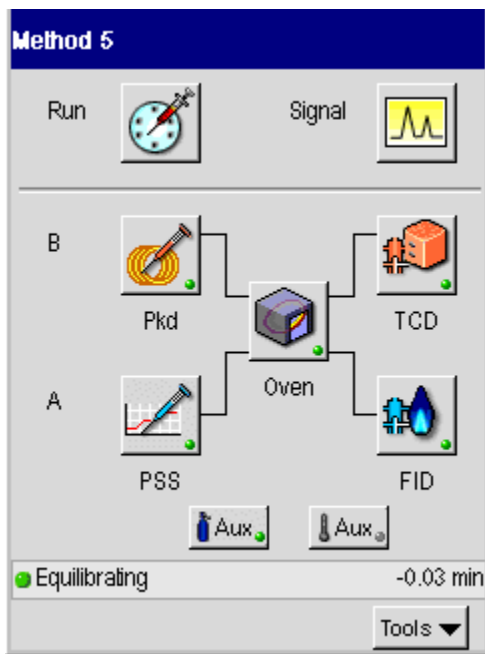 Method 5
Run Signal
B
Pkd TCD
Oven
A
PSS FID
Aux Aux
Equilibrating -0.03 min
Tools